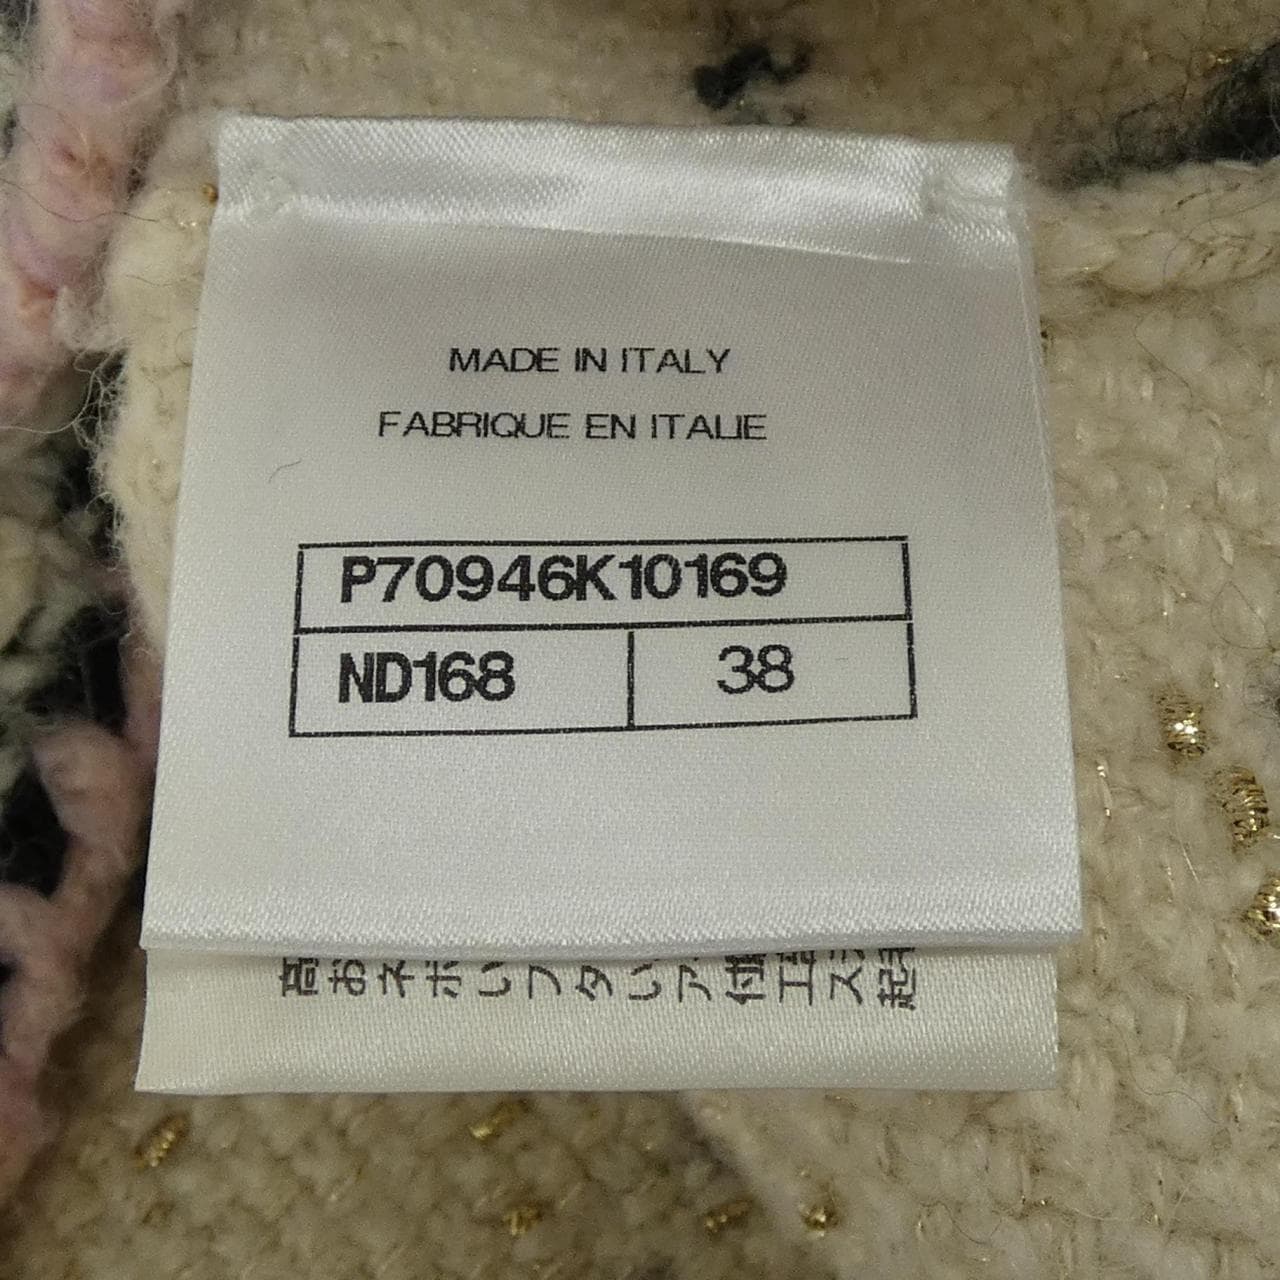 MADE IN ITALY
FABRIQUE EN ITALIE
P70946K10169
ND168
38